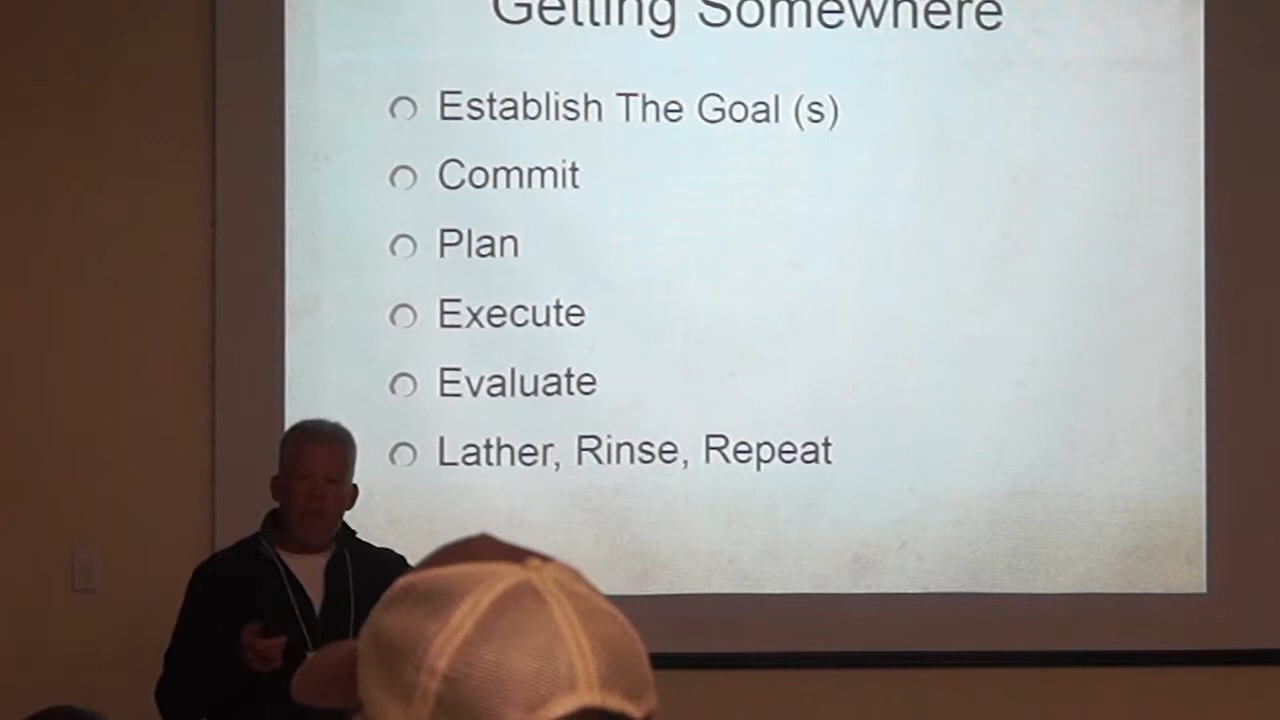 Getting Somewhere
Establish The Goal (s)
Commit
Plan
Execute
Evaluate
Lather, Rinse, Repeat